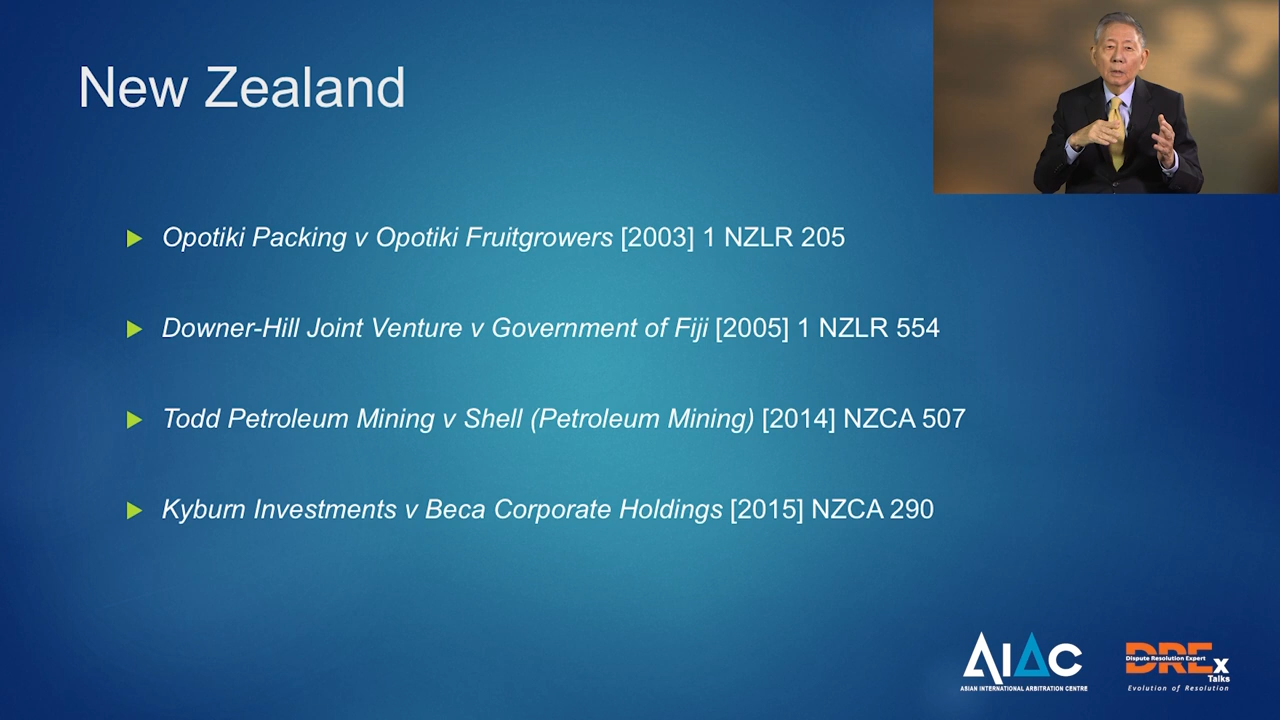 New Zealand
Opotiki Packing v Opotiki Fruitgrowers [2003] 1 NZLR 205
Downer-Hill Joint Venture v Government of Fiji [2005] 1 NZLR 554
Todd Petroleum Mining v Shell (Petroleum Mining) [2014] NZCA 507
Kyburn Investments v Beca Corporate Holdings [2015] NZCA 290
AIAC
ASIAN INTERNATIONAL ARBITRATION CENTRE
DREx
Dispute Resolution Expert
Talks
Evolution of Resolution